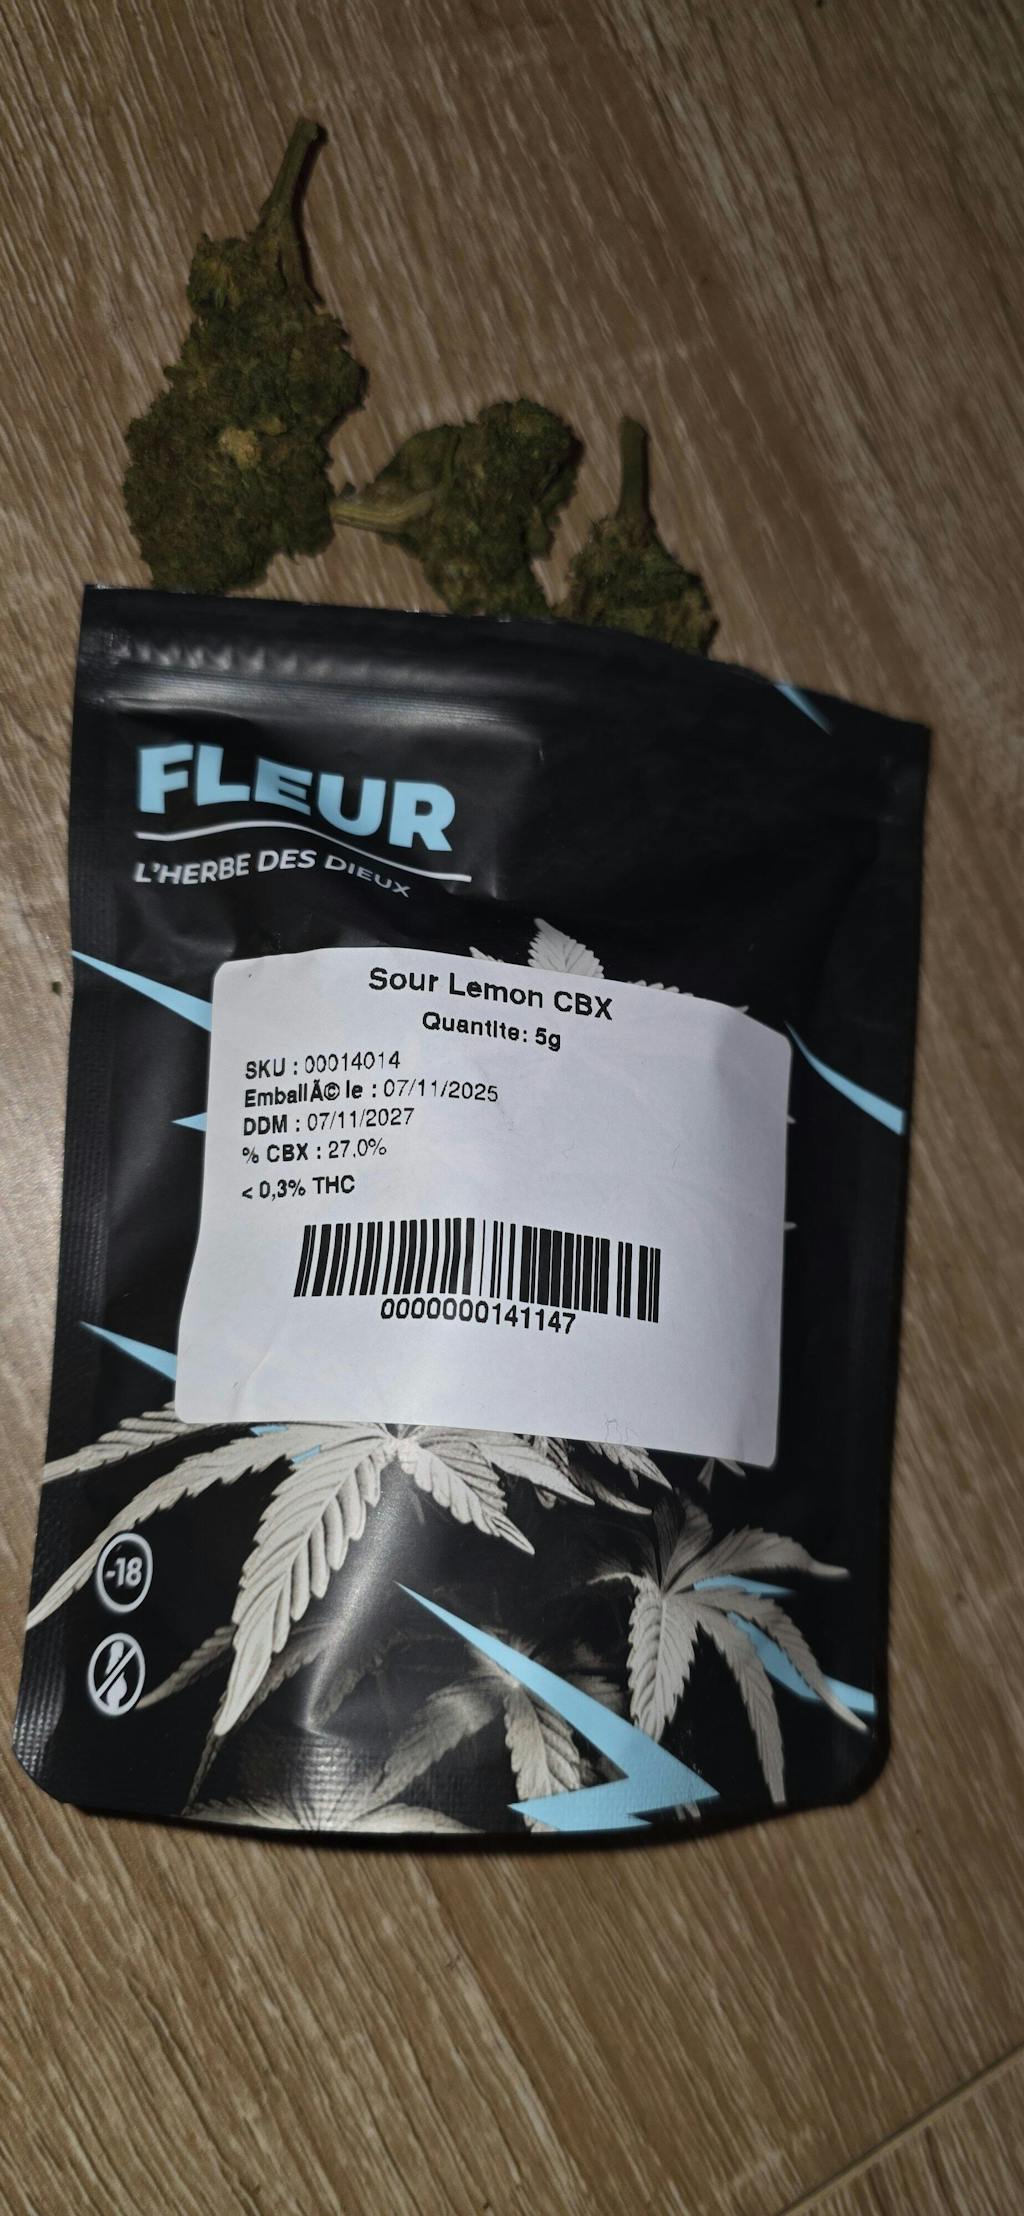 FLEUR
L'HERBE DES DIEUX
Sour Lemon CBX
Quantite: 5g
SKU : 00014014
EmballÃ© le : 07/11/2025
DDM : 07/11/2027
% CBX : 27.0%
< 0,3% THC
0000000141147
-18